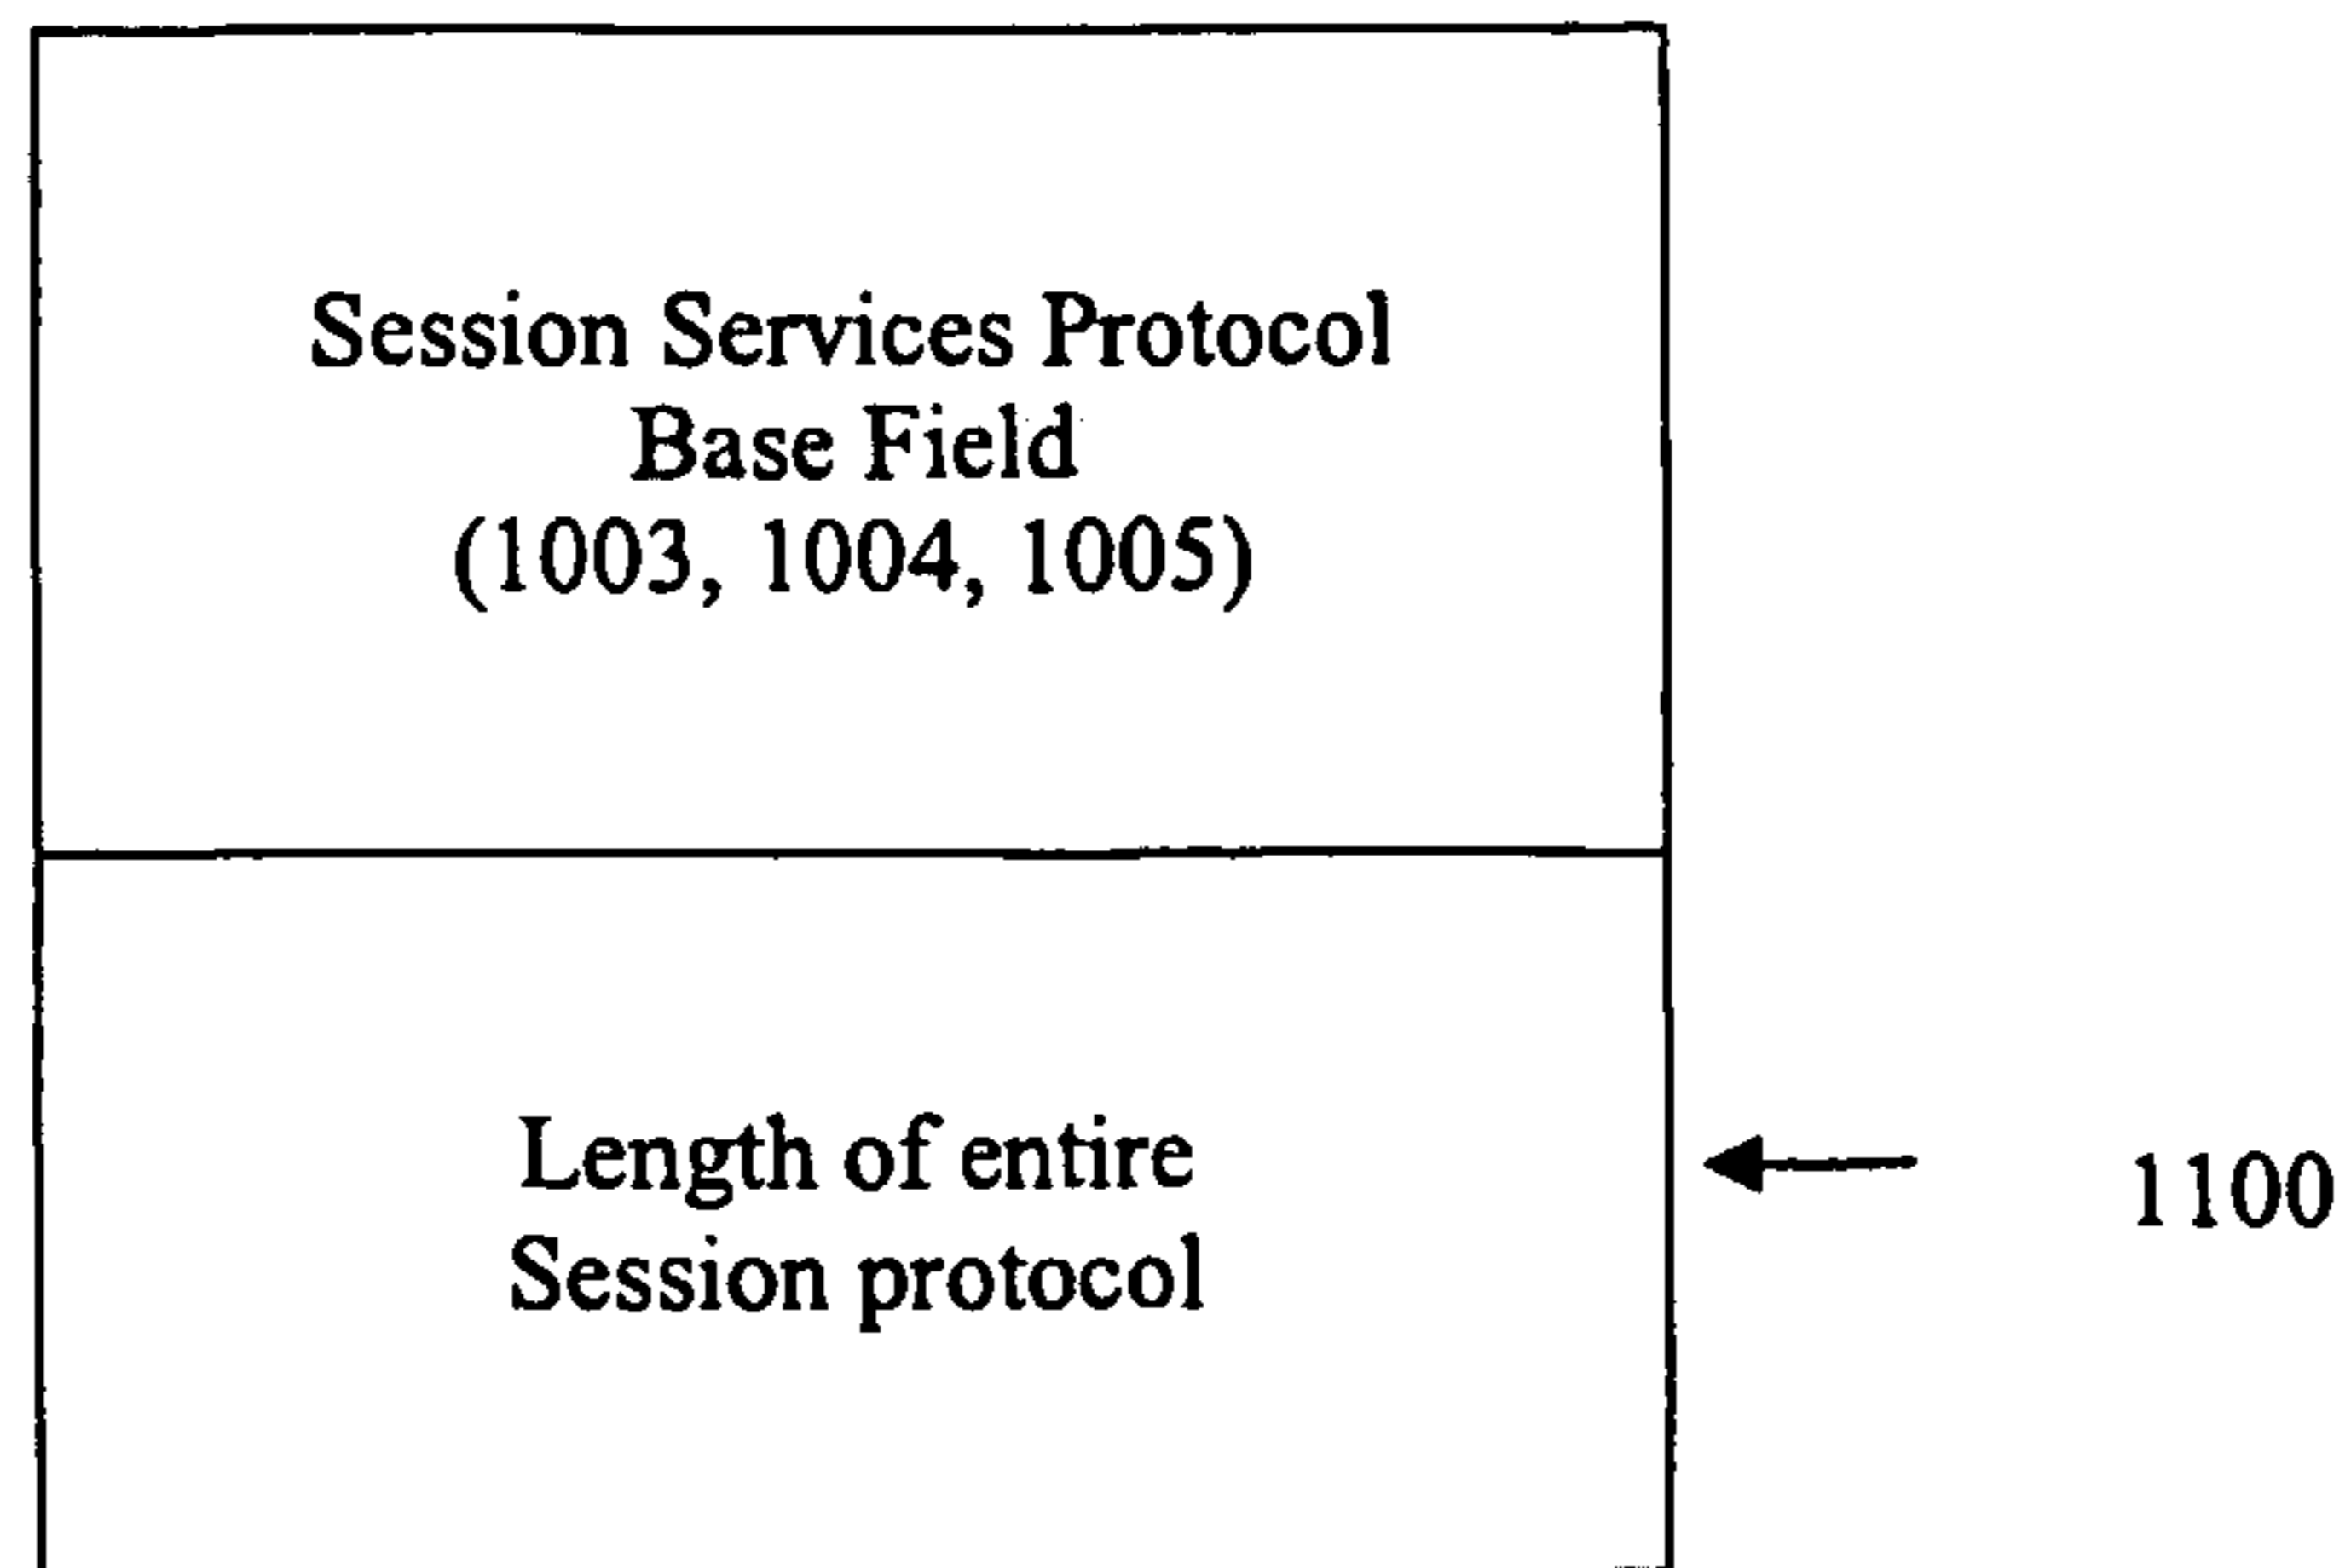 Session Services Protocol
Base Field
(1003, 1004, 1005)
Length of entire
Session protocol
1100